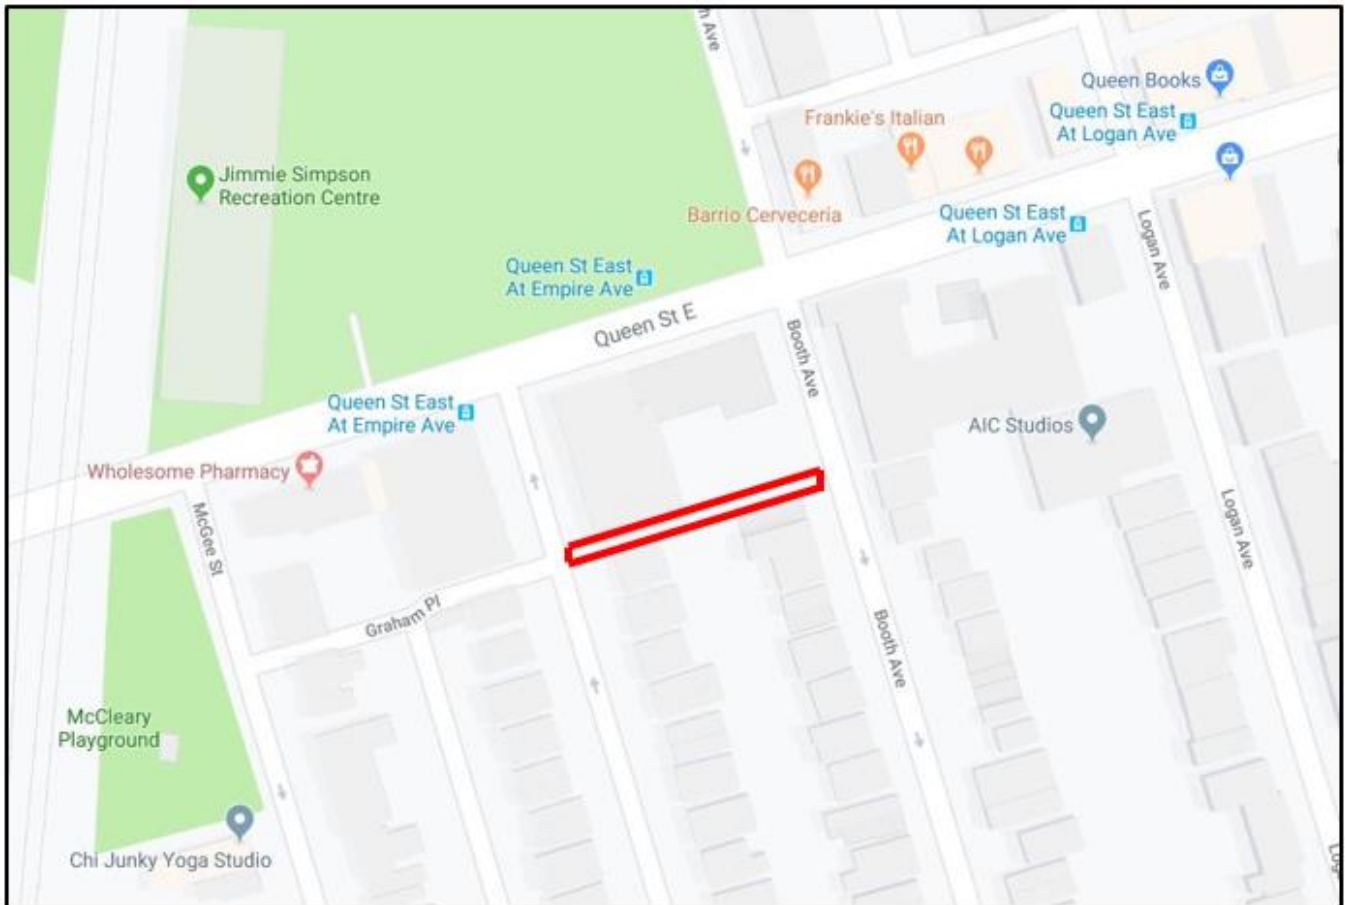 h Ave
Queen Books
Queen St East
At Logan Ave
Frankie's Italian
Jimmie Simpson
Recreation Centre
Barrio Cerveceria
Queen St East
At Logan Ave
Logan Ave
Queen St East
At Empire Ave
Queen St E
Booth Ave
Queen St East
At Empire Ave
AIC Studios
Wholesome Pharmacy
McGee St
Logan Ave
Graham Pl
Booth Ave
McCleary
Playground
Chi Junky Yoga Studio
Log